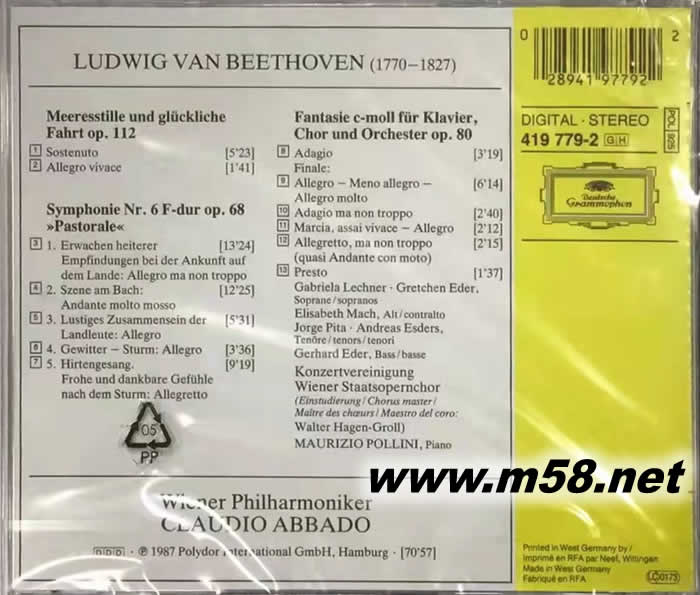 LUDWIG VAN BEETHOVEN (1770–1827)
Meeresstille und glückliche
Fahrt op. 112
1 Sostenuto [5'23]
2 Allegro vivace [1'41]
Symphonie Nr. 6 F-dur op. 68
»Pastorale«
3 1. Erwachen heiterer [13'24]
Empfindungen bei der Ankunft auf
dem Lande: Allegro ma non troppo
4 2. Szene am Bach: [12'25]
Andante molto mosso
5 3. Lustiges Zusammensein der [5'31]
Landleute: Allegro
6 4. Gewitter – Sturm: Allegro [3'36]
7 5. Hirtengesang. [9'19]
Frohe und dankbare Gefühle
nach dem Sturm: Allegretto
05
PP
Fantasie c-moll für Klavier,
Chor und Orchester op. 80
8 Adagio [3'19]
Finale:
9 Allegro – Meno allegro – [6'14]
Allegro molto
10 Adagio ma non troppo [2'40]
11 Marcia, assai vivace – Allegro [2'12]
12 Allegretto, ma non troppo [2'15]
(quasi Andante con moto)
13 Presto [1'37]
Gabriela Lechner · Gretchen Eder,
Soprane/sopranos
Elisabeth Mach, Alt/contralto
Jorge Pita · Andreas Esders,
Tenöre/tenors/tenori
Gerhard Eder, Bass/basse
Konzertvereinigung
Wiener Staatsopernchor
(Einstudierung/Chorus master/
Maître des chœurs/Maestro del coro:
Walter Hagen-Groll)
MAURIZIO POLLINI, Piano
Wiener Philharmoniker
CLAUDIO ABBADO
DDD · ℗ 1987 Polydor International GmbH, Hamburg · [70'57]
0 28941 97792 2
DIGITAL · STEREO
419 779-2 GH
POL 905
Deutsche
Grammophon
www.m58.net
Printed in West Germany by/
Imprimé en RFA par Neef, Wittingen
Made in West Germany
Fabriqué en RFA
LC 0173